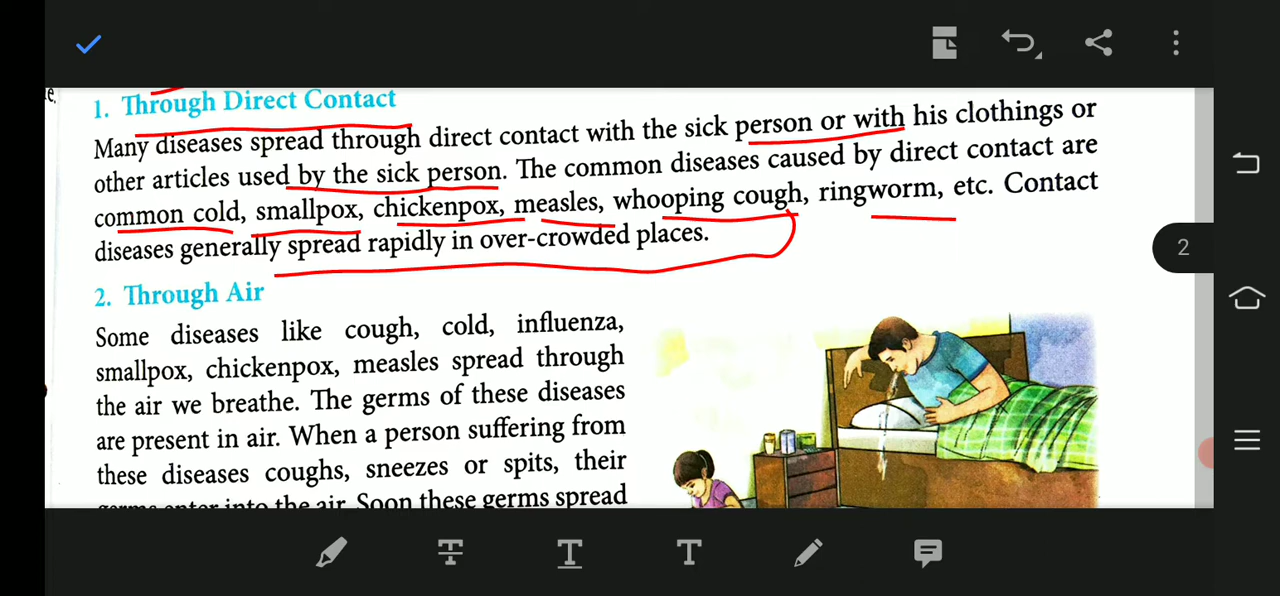 e.
1. Through Direct Contact
Many diseases spread through direct contact with the sick person or with his clothings or
other articles used by the sick person. The common diseases caused by direct contact are
common cold, smallpox, chickenpox, measles, whooping cough, ringworm, etc. Contact
diseases generally spread rapidly in over-crowded places.
2
2. Through Air
Some diseases like cough, cold, influenza,
smallpox, chickenpox, measles spread through
the air we breathe. The germs of these diseases
are present in air. When a person suffering from
these diseases coughs, sneezes or spits, their
germs enter into the air. Soon these germs spread
T
T
T